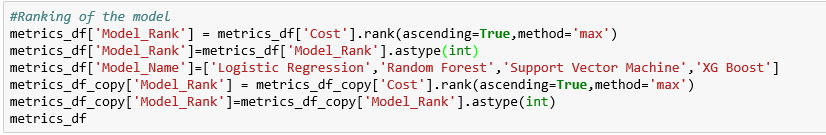 #Ranking of the model
metrics_df['Model_Rank'] = metrics_df['Cost'].rank(ascending=True,method='max')
metrics_df['Model_Rank']=metrics_df['Model_Rank'].astype(int)
metrics_df['Model_Name']=['Logistic Regression','Random Forest','Support Vector Machine','XG Boost']
metrics_df_copy['Model_Rank'] = metrics_df_copy['Cost'].rank(ascending=True,method='max')
metrics_df_copy['Model_Rank']=metrics_df_copy['Model_Rank'].astype(int)
metrics_df